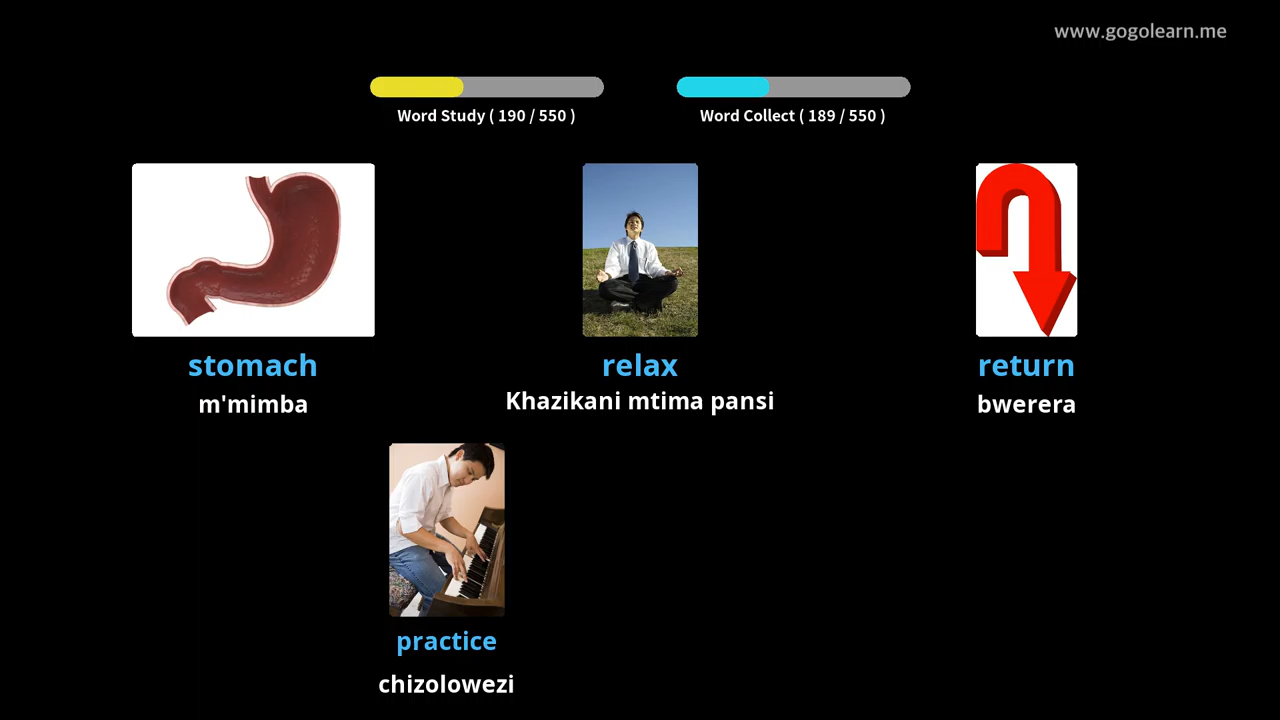 www.gogolearn.me
Word Study ( 190 / 550 )
Word Collect ( 189 / 550 )
stomach
m'mimba
relax
Khazikani mtima pansi
return
bwerera
practice
chizolowezi